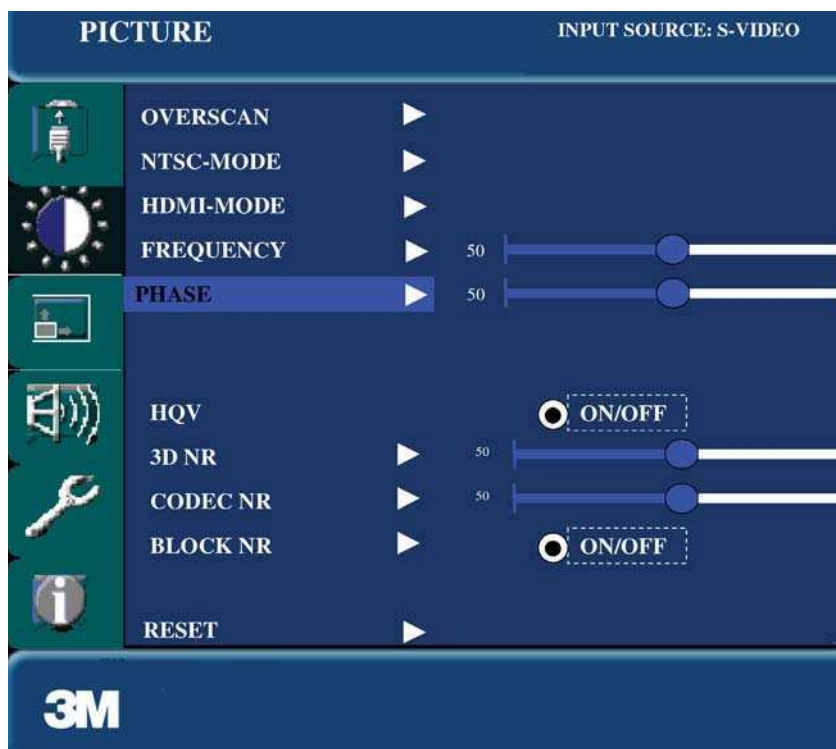 PICTURE INPUT SOURCE: S-VIDEO
OVERSCAN
NTSC-MODE
HDMI-MODE
FREQUENCY 50
PHASE 50
HQV ON/OFF
3D NR 50
CODEC NR 50
BLOCK NR ON/OFF
RESET
3M